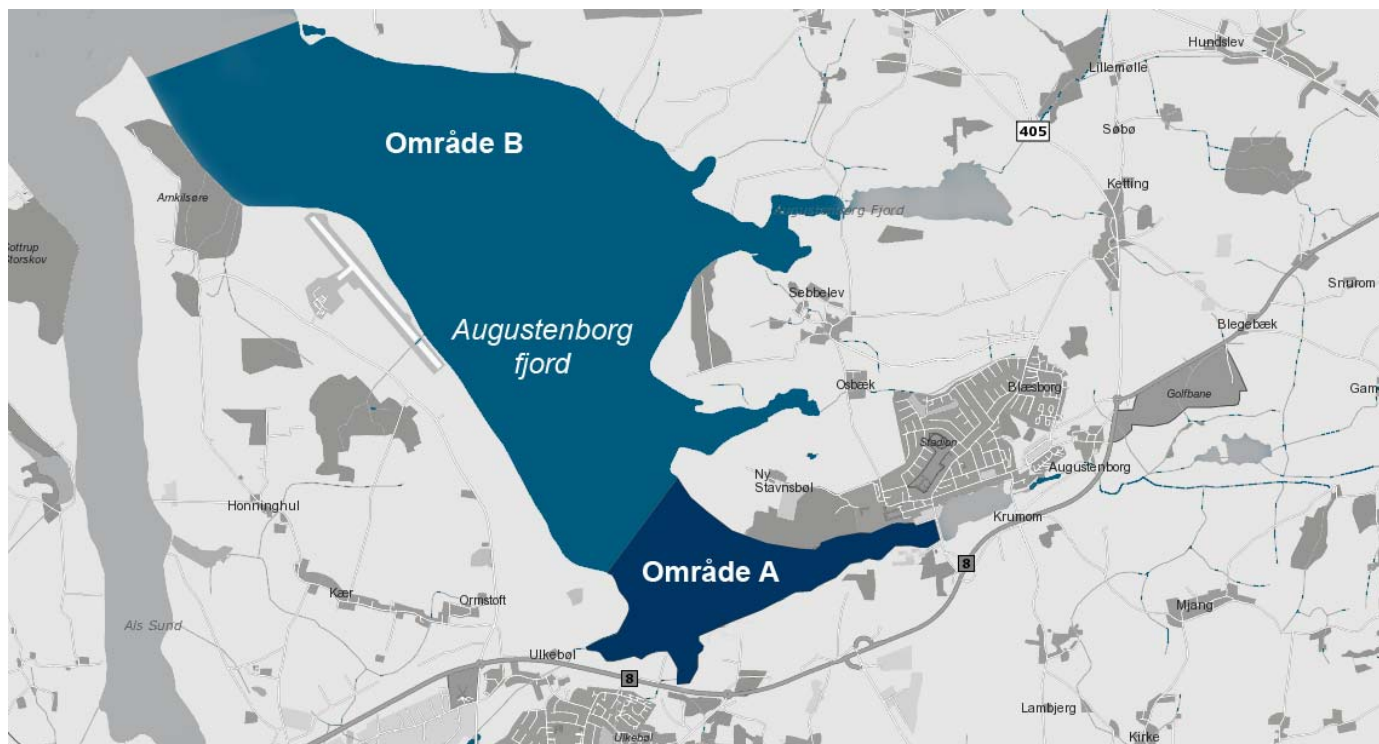 Hundslev
Lillemølle
Område B
405
Søbø
Ketting
Arnkilsøre
Augustenborg Fjord
Storskov
Snurom
Sebbelev
Blegebæk
Augustenborg
fjord
Osbæk
Blæsborg
Golfbane
Gam
Stadion
Ny
Stavnsbøl
Augustenborg
Honninghul
Krumom
Område A
8
Kær
Ormstoft
Mjang
Als Sund
Ulkebøl
8
Lambjerg
Ulkebøl
Kirke